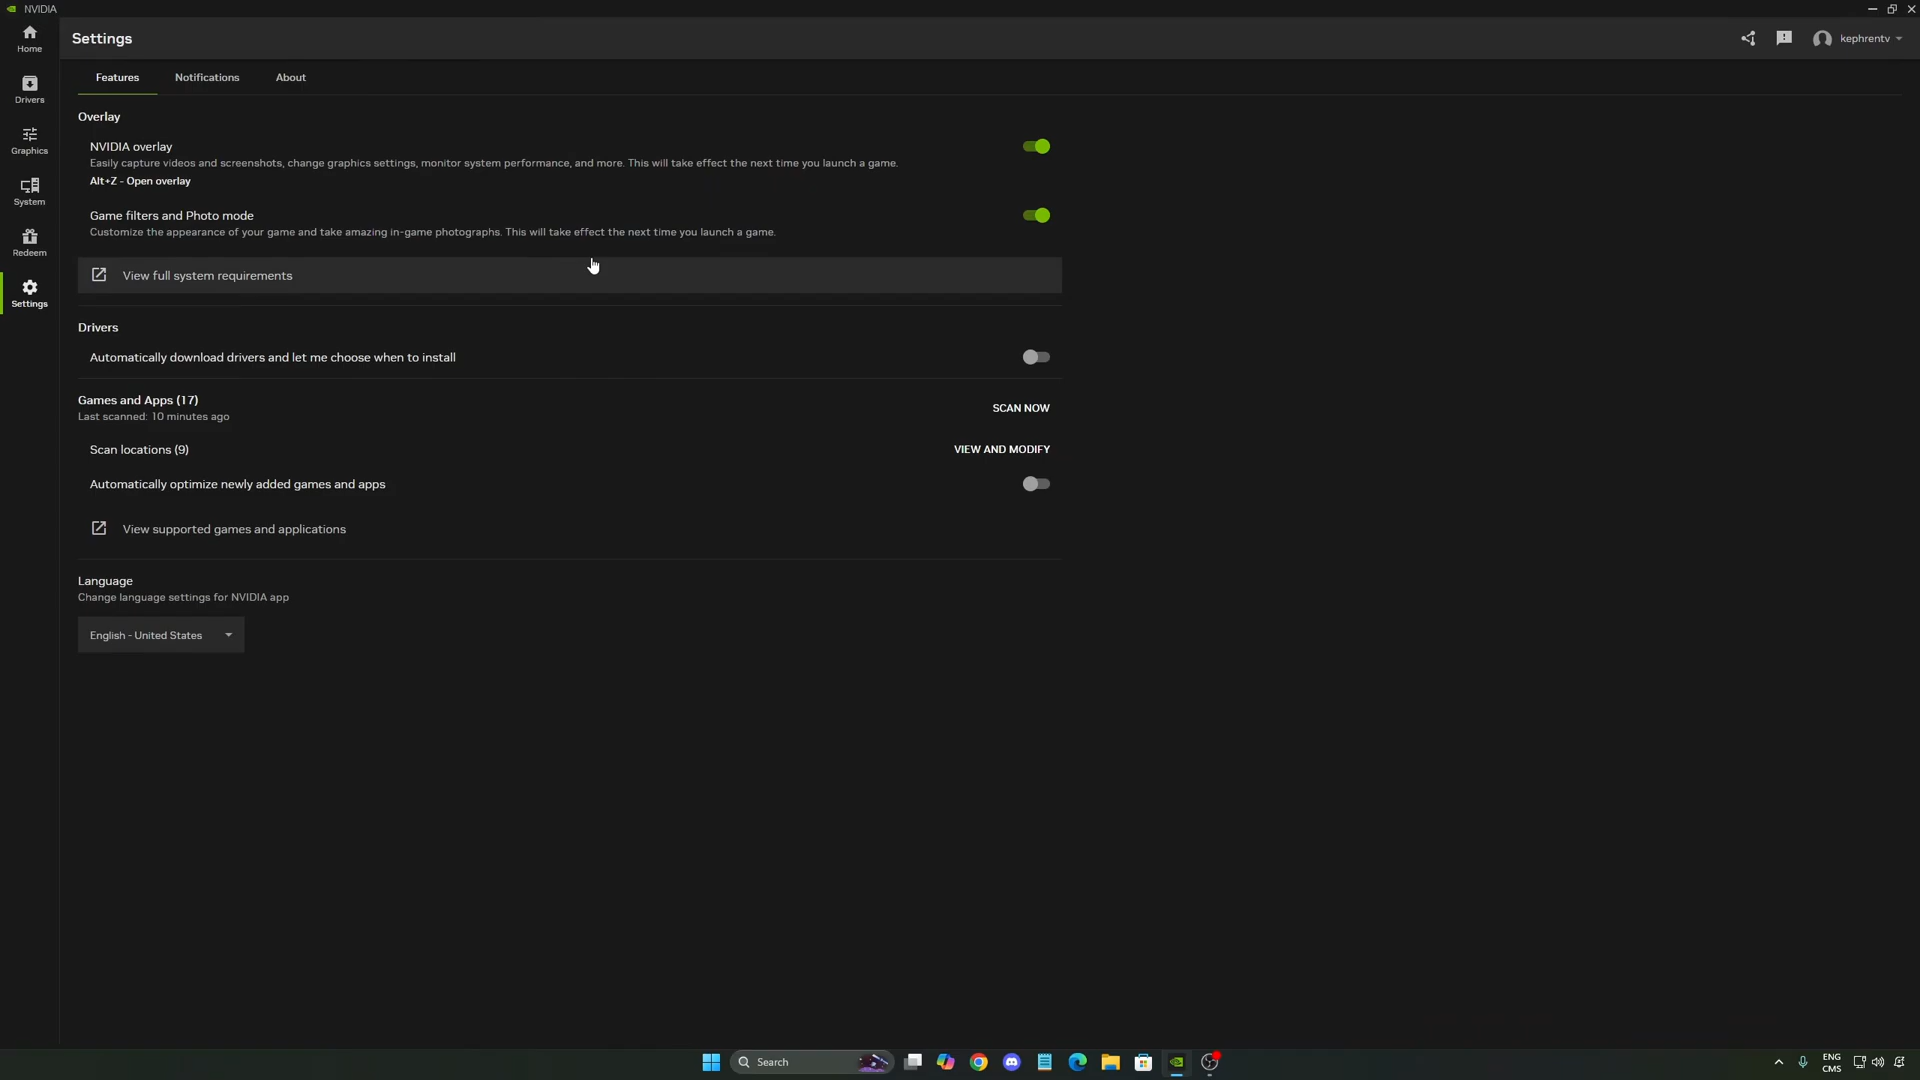 NVIDIA
Home
Drivers
Graphics
System
Redeem
Settings
Settings
kephrentv
Features
Notifications
About
Overlay
NVIDIA overlay
Easily capture videos and screenshots, change graphics settings, monitor system performance, and more. This will take effect the next time you launch a game.
Alt+Z - Open overlay
Game filters and Photo mode
Customize the appearance of your game and take amazing in-game photographs. This will take effect the next time you launch a game.
View full system requirements
Drivers
Automatically download drivers and let me choose when to install
Games and Apps (17)
Last scanned: 10 minutes ago
SCAN NOW
Scan locations (9)
VIEW AND MODIFY
Automatically optimize newly added games and apps
View supported games and applications
Language
Change language settings for NVIDIA app
English - United States
Search
ENG
CMS